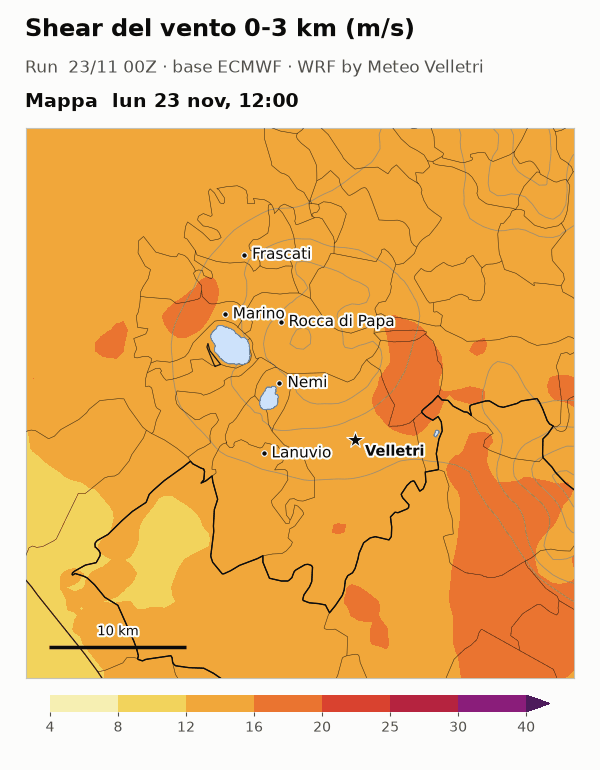 Shear del vento 0-3 km (m/s)
Run  23/11 00Z · base ECMWF · WRF by Meteo Velletri
Mappa  lun 23 nov, 12:00
Frascati
Marino
Rocca di Papa
Nemi
Velletri
Lanuvio
10 km
4 8 12 16 20 25 30 40